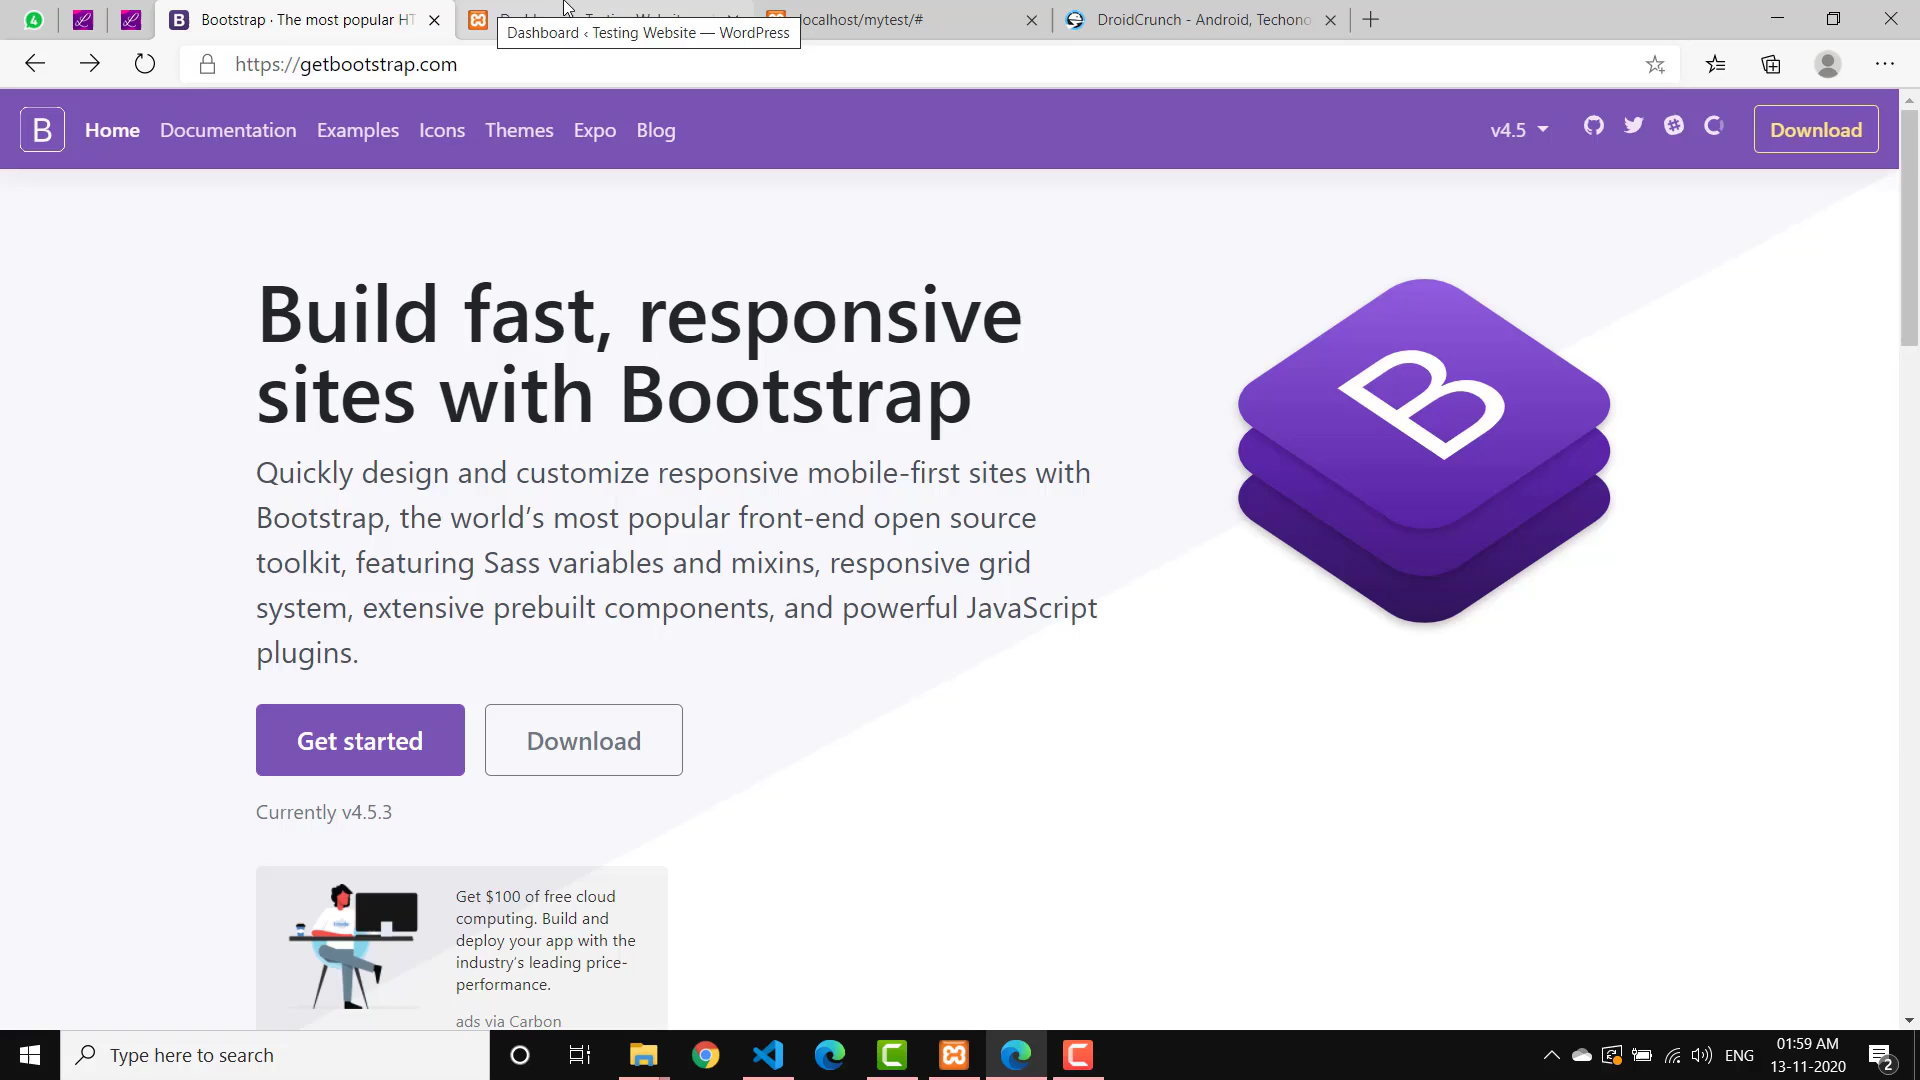 Bootstrap · The most popular HT
Dashboard ‹ Testing Website — WordPress
localhost/mytest/#
DroidCrunch - Android, Techono
https://getbootstrap.com
B
Home
Documentation
Examples
Icons
Themes
Expo
Blog
v4.5
Download
Build fast, responsive
sites with Bootstrap
Quickly design and customize responsive mobile-first sites with
Bootstrap, the world’s most popular front-end open source
toolkit, featuring Sass variables and mixins, responsive grid
system, extensive prebuilt components, and powerful JavaScript
plugins.
B
Get started
Download
Currently v4.5.3
Get $100 of free cloud
computing. Build and
deploy your app with the
industry’s leading price-
performance.
ads via Carbon
Type here to search
ENG
01:59 AM
13-11-2020
2